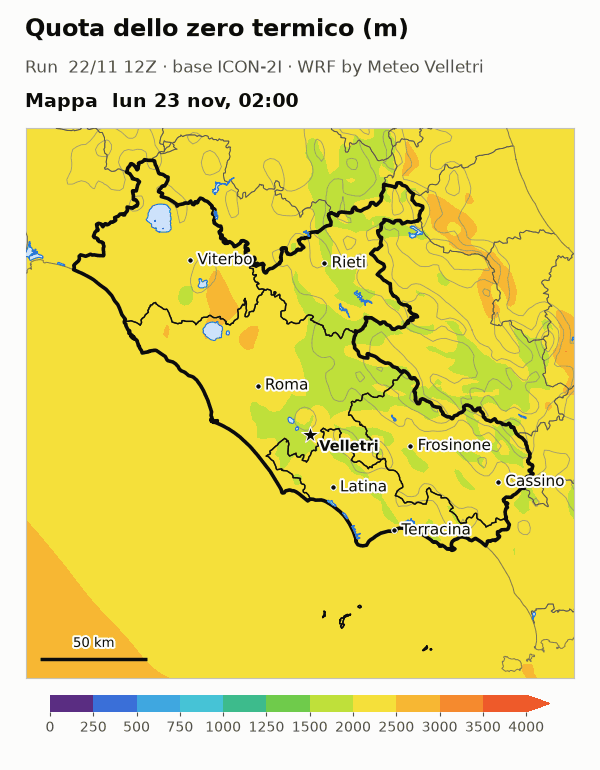 Quota dello zero termico (m)
Run  22/11 12Z · base ICON-2I · WRF by Meteo Velletri
Mappa  lun 23 nov, 02:00
Viterbo
Rieti
Roma
Velletri
Frosinone
Latina
Cassino
Terracina
50 km
0 250 500 750 1000 1250 1500 2000 2500 3000 3500 4000